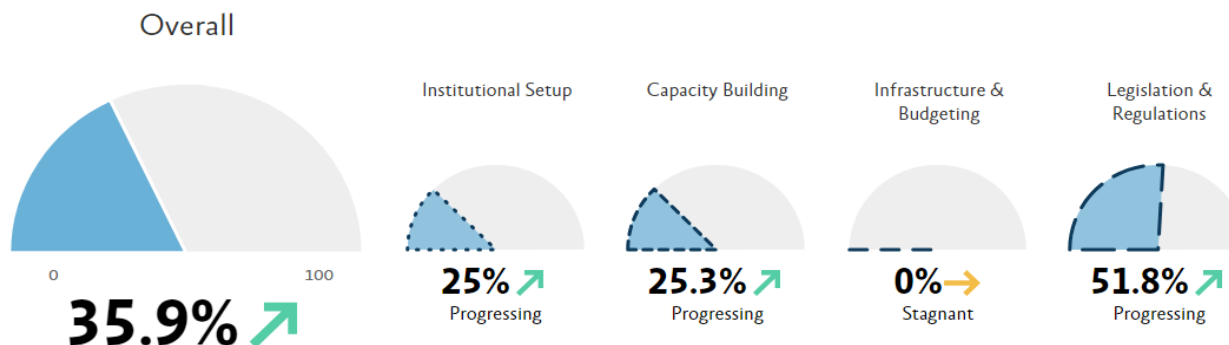 Overall
0
100
35.9%
Institutional Setup
25%
Progressing
Capacity Building
25.3%
Progressing
Infrastructure &
Budgeting
0%
Stagnant
Legislation &
Regulations
51.8%
Progressing